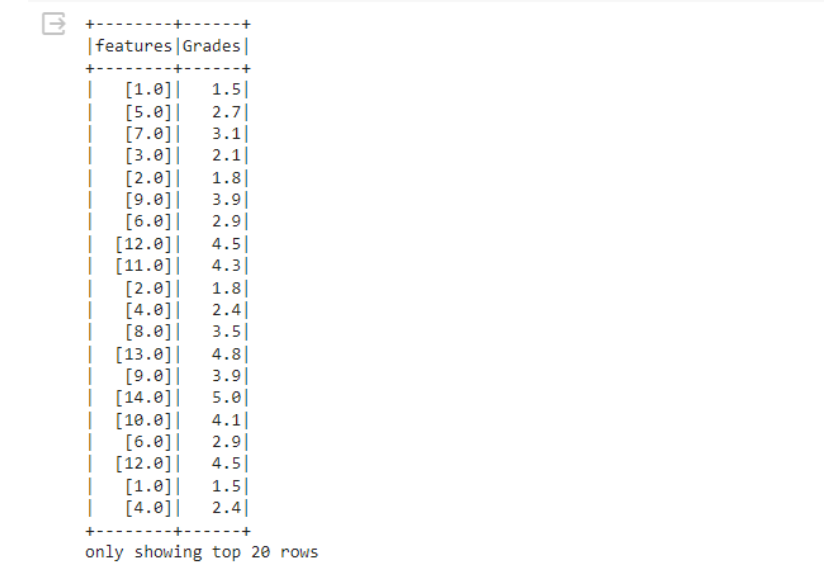 +--------+------+
|features|Grades|
+--------+------+
|   [1.0]|   1.5|
|   [5.0]|   2.7|
|   [7.0]|   3.1|
|   [3.0]|   2.1|
|   [2.0]|   1.8|
|   [9.0]|   3.9|
|   [6.0]|   2.9|
|  [12.0]|   4.5|
|  [11.0]|   4.3|
|   [2.0]|   1.8|
|   [4.0]|   2.4|
|   [8.0]|   3.5|
|  [13.0]|   4.8|
|   [9.0]|   3.9|
|  [14.0]|   5.0|
|  [10.0]|   4.1|
|   [6.0]|   2.9|
|  [12.0]|   4.5|
|   [1.0]|   1.5|
|   [4.0]|   2.4|
+--------+------+
only showing top 20 rows